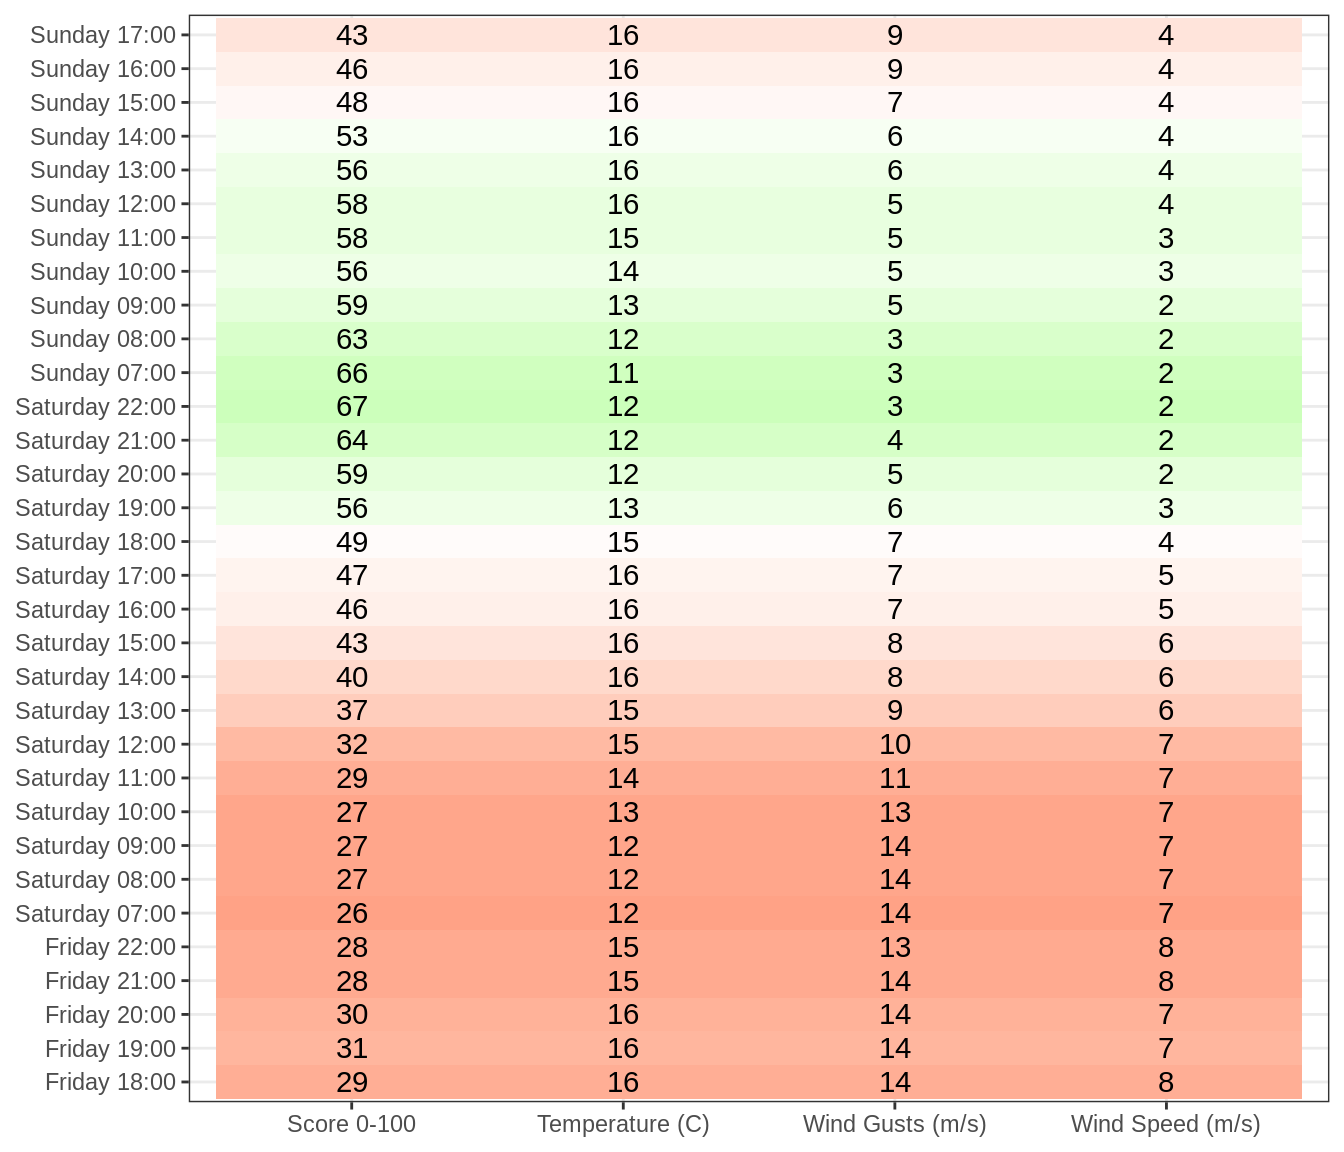 Sunday 17:00 43 16 9 4
Sunday 16:00 46 16 9 4
Sunday 15:00 48 16 7 4
Sunday 14:00 53 16 6 4
Sunday 13:00 56 16 6 4
Sunday 12:00 58 16 5 4
Sunday 11:00 58 15 5 3
Sunday 10:00 56 14 5 3
Sunday 09:00 59 13 5 2
Sunday 08:00 63 12 3 2
Sunday 07:00 66 11 3 2
Saturday 22:00 67 12 3 2
Saturday 21:00 64 12 4 2
Saturday 20:00 59 12 5 2
Saturday 19:00 56 13 6 3
Saturday 18:00 49 15 7 4
Saturday 17:00 47 16 7 5
Saturday 16:00 46 16 7 5
Saturday 15:00 43 16 8 6
Saturday 14:00 40 16 8 6
Saturday 13:00 37 15 9 6
Saturday 12:00 32 15 10 7
Saturday 11:00 29 14 11 7
Saturday 10:00 27 13 13 7
Saturday 09:00 27 12 14 7
Saturday 08:00 27 12 14 7
Saturday 07:00 26 12 14 7
Friday 22:00 28 15 13 8
Friday 21:00 28 15 14 8
Friday 20:00 30 16 14 7
Friday 19:00 31 16 14 7
Friday 18:00 29 16 14 8
Score 0-100 Temperature (C) Wind Gusts (m/s) Wind Speed (m/s)